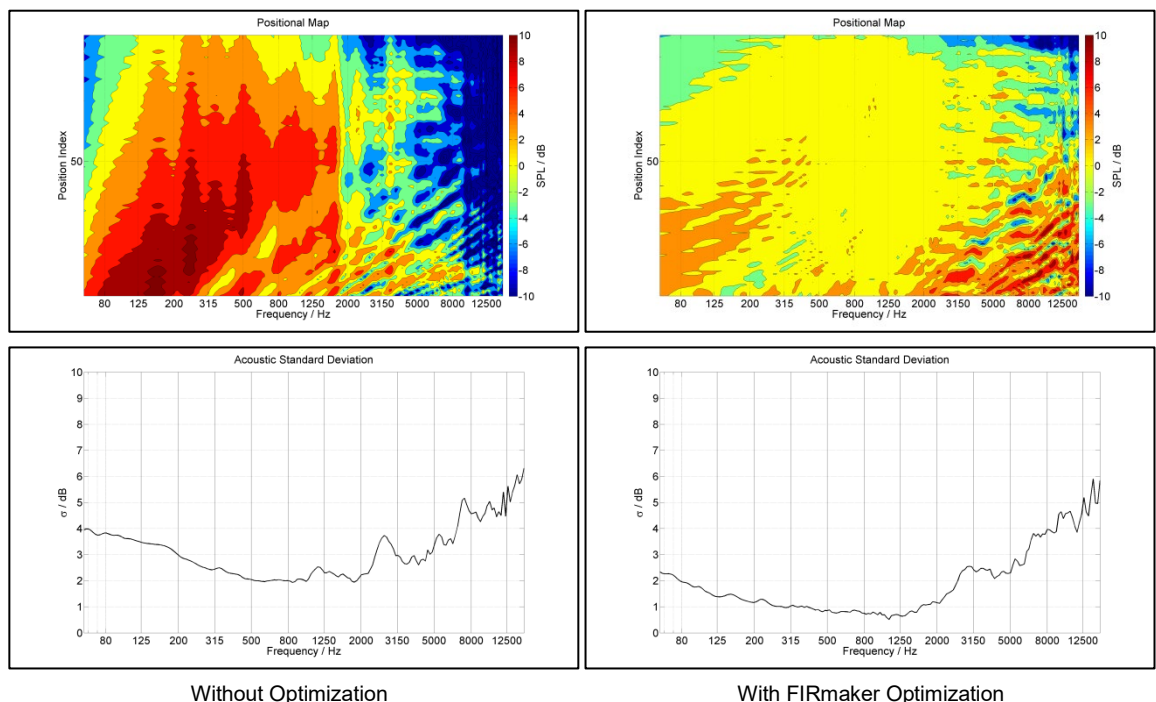 Positional Map
Position Index
50
80 125 200 315 500 800 1250 2000 3150 5000 8000 12500
Frequency / Hz
10
8
6
4
2
0
-2
-4
-6
-8
-10
SPL / dB
Positional Map
Position Index
50
80 125 200 315 500 800 1250 2000 3150 5000 8000 12500
Frequency / Hz
10
8
6
4
2
0
-2
-4
-6
-8
-10
SPL / dB
Acoustic Standard Deviation
σ / dB
10
9
8
7
6
5
4
3
2
1
0
80 125 200 315 500 800 1250 2000 3150 5000 8000 12500
Frequency / Hz
Acoustic Standard Deviation
σ / dB
10
9
8
7
6
5
4
3
2
1
0
80 125 200 315 500 800 1250 2000 3150 5000 8000 12500
Frequency / Hz
Without Optimization
With FIRmaker Optimization